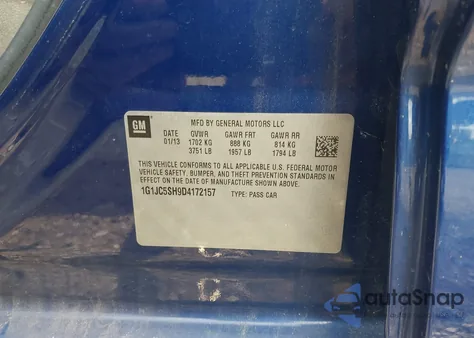 GM
MFD BY GENERAL MOTORS LLC
DATE GVWR GAWR FRT GAWR RR
01/13 1702 KG 888 KG 814 KG
3751 LB 1957 LB 1794 LB
THIS VEHICLE CONFORMS TO ALL APPLICABLE U.S. FEDERAL MOTOR
VEHICLE SAFETY, BUMPER, AND THEFT PREVENTION STANDARDS IN
EFFECT ON THE DATE OF MANUFACTURE SHOWN ABOVE.
1G1JC5SH9D4172157 TYPE: PASS CAR
autoSnap